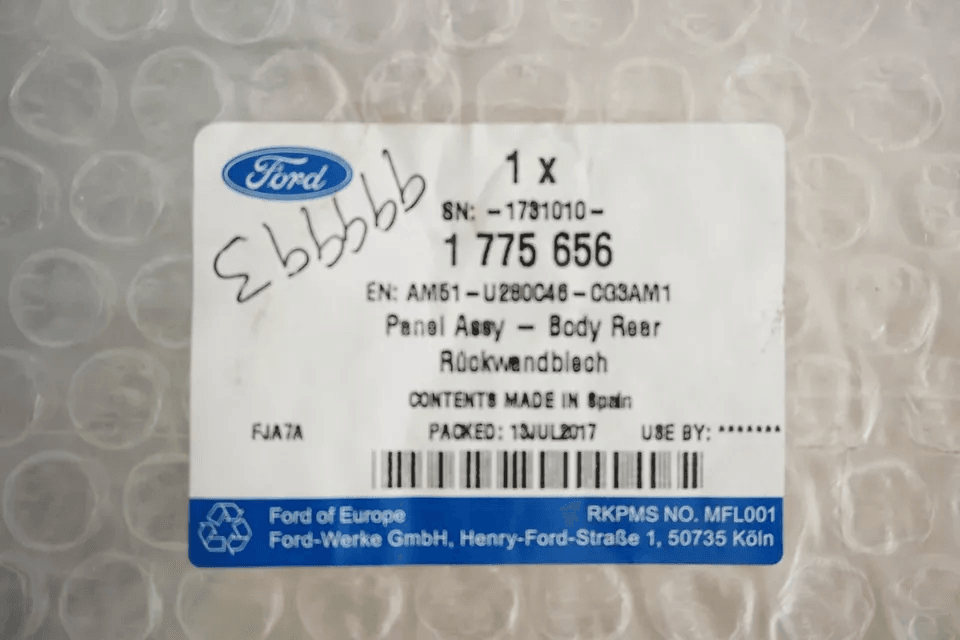 Ford
1 x
SN: -1731010-
1 775 656
EN: AM51-U280C46-CG3AM1
Panel Assy - Body Rear
Rückwandblech
CONTENTS MADE IN Spain
FJA7A PACKED: 13JUL2017 USE BY: *******
Ford of Europe RKPMS NO. MFL001
Ford-Werke GmbH, Henry-Ford-Straße 1, 50735 Köln